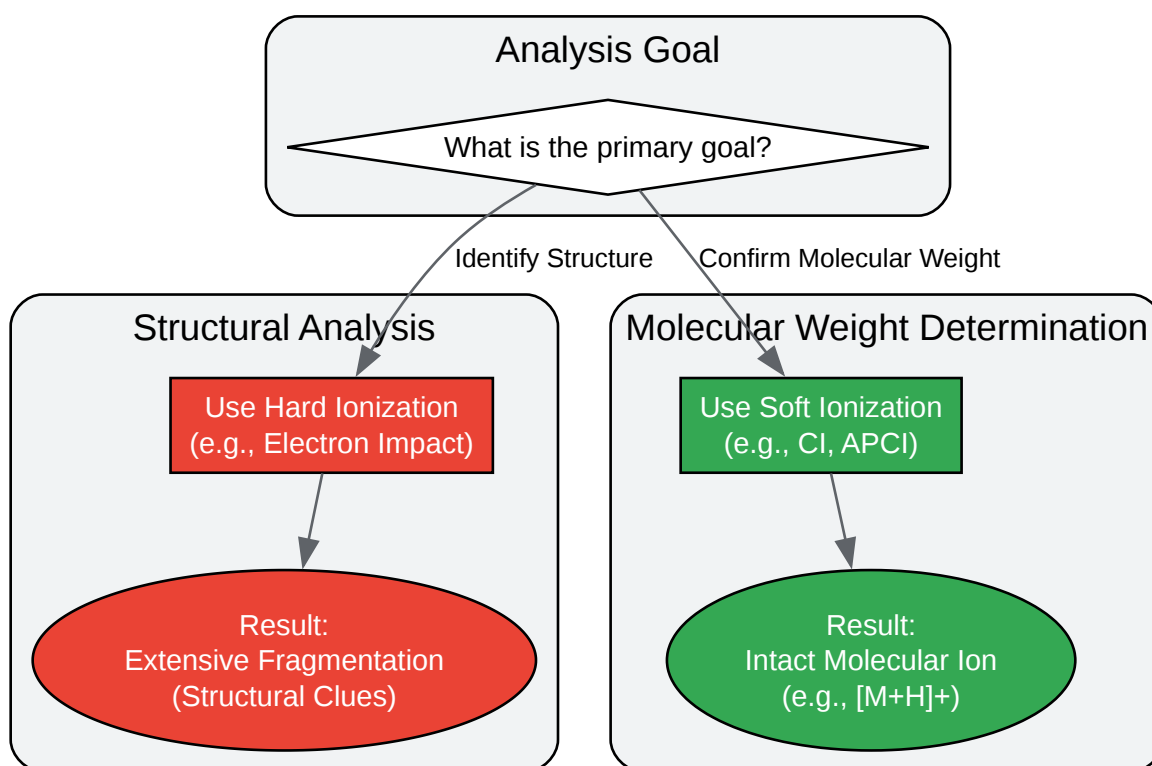 Analysis Goal
What is the primary goal?
Identify Structure
Confirm Molecular Weight
Structural Analysis
Use Hard Ionization
(e.g., Electron Impact)
Result:
Extensive Fragmentation
(Structural Clues)
Molecular Weight Determination
Use Soft Ionization
(e.g., CI, APCI)
Result:
Intact Molecular Ion
(e.g., [M+H]+)